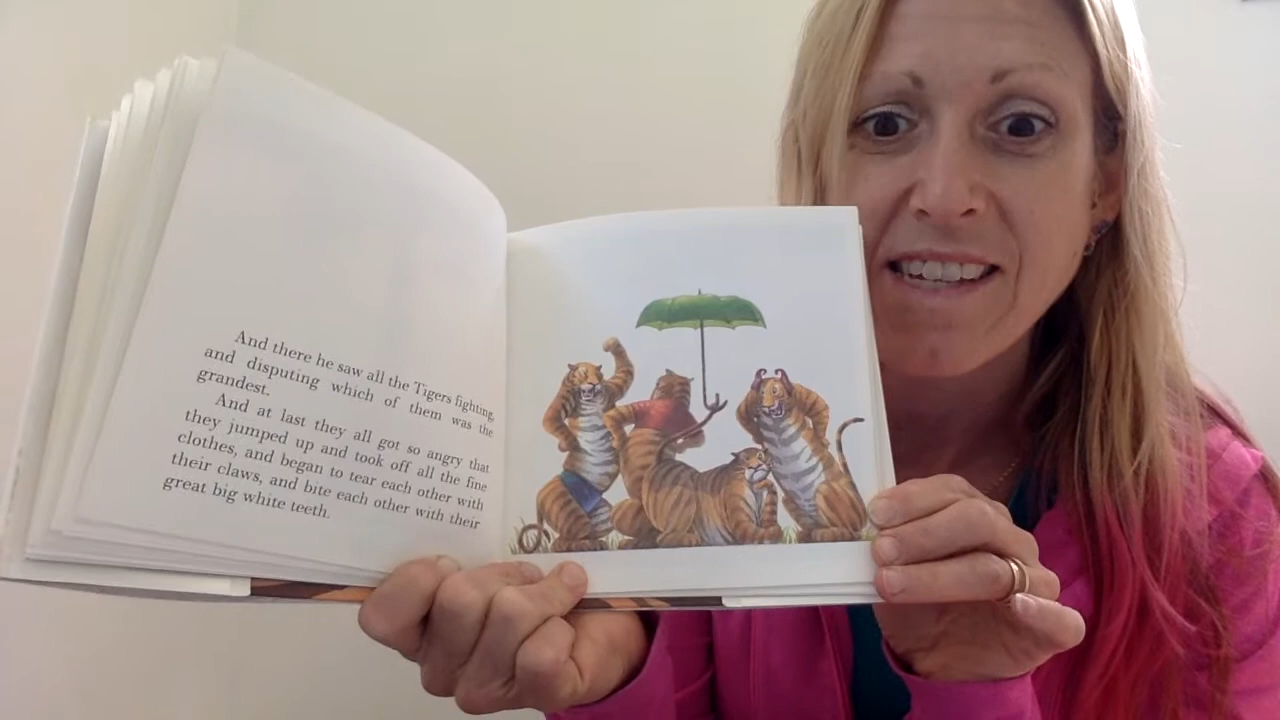 And there he saw all the Tigers fighting,
and disputing which of them was the
grandest.
And at last they all got so angry that
they jumped up and took off all the fine
clothes, and began to tear each other with
their claws, and bite each other with their
great big white teeth.